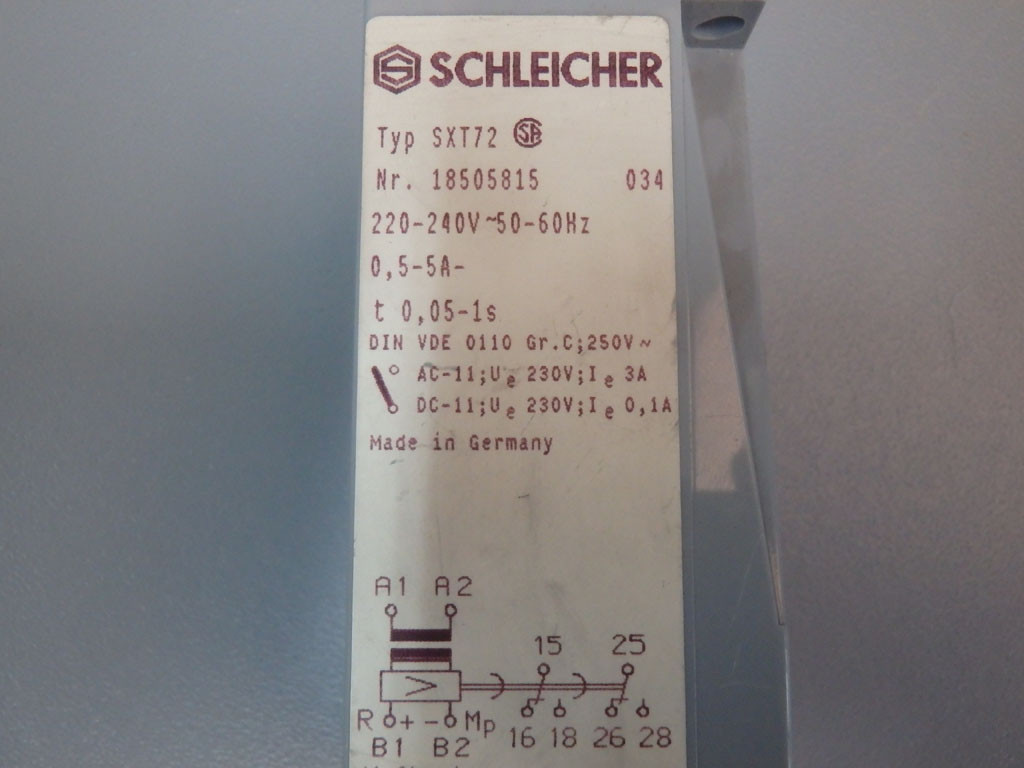 SCHLEICHER
Typ SXT72 SA
Nr. 18505815 034
220-240V~50-60Hz
0,5-5A-
t 0,05-1s
DIN VDE 0110 Gr.C;250V~
AC-11;Ue 230V;Ie 3A
DC-11;Ue 230V;Ie 0,1A
Made in Germany
A1 A2
15 25
>
R + - Mp 16 18 26 28
B1 B2